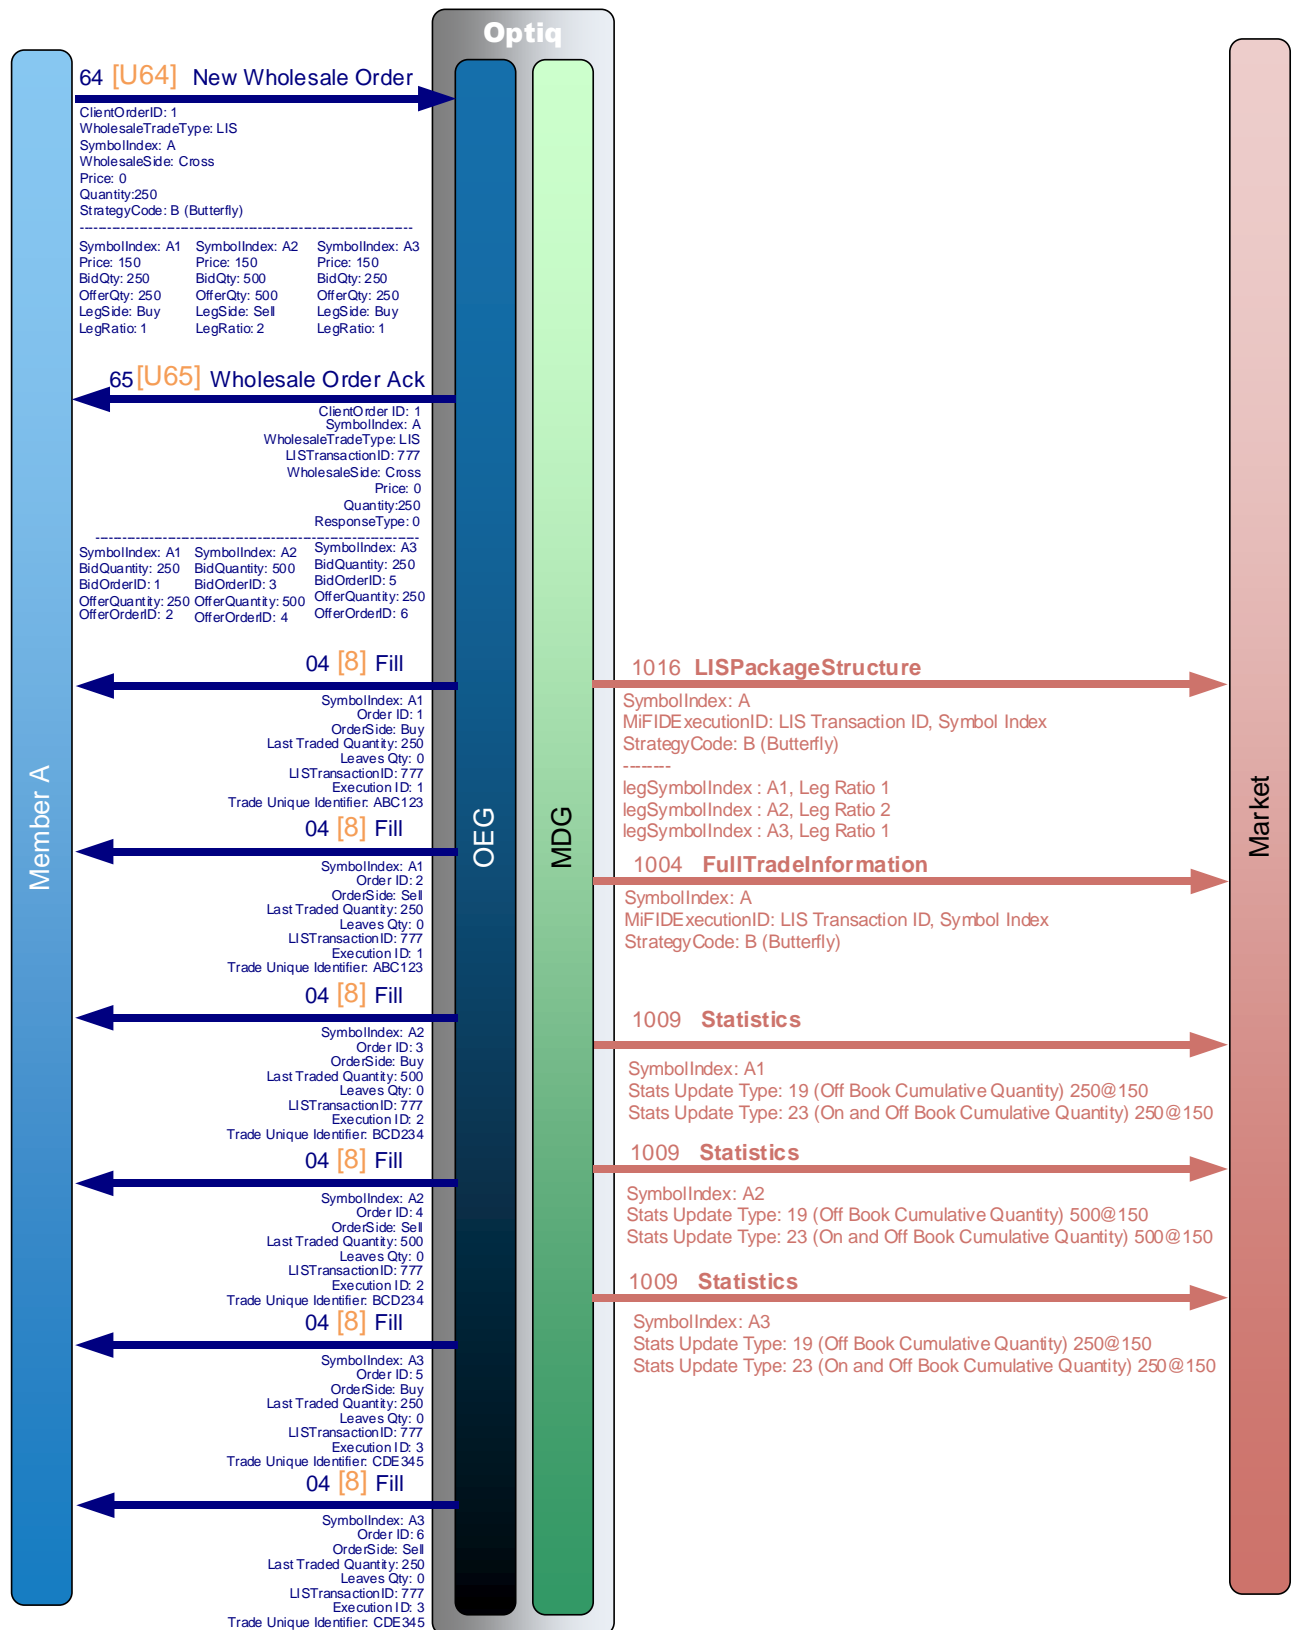 Optiq
64 [U64] New Wholesale Order
ClientOrderID: 1
WholesaleTradeType: LIS
SymbolIndex: A
WholesaleSide: Cross
Price: 0
Quantity:250
StrategyCode: B (Butterfly)
--------------------------------------------------------------------------
SymbolIndex: A1 SymbolIndex: A2 SymbolIndex: A3
Price: 150 Price: 150 Price: 150
BidQty: 250 BidQty: 500 BidQty: 250
OfferQty: 250 OfferQty: 500 OfferQty: 250
LegSide: Buy LegSide: Sell LegSide: Buy
LegRatio: 1 LegRatio: 2 LegRatio: 1
65 [U65] Wholesale Order Ack
ClientOrder ID: 1
SymbolIndex: A
WholesaleTradeType: LIS
LISTransactionID: 777
WholesaleSide: Cross
Price: 0
Quantity:250
ResponseType: 0
------------------------------------------------------------------------
SymbolIndex: A1 SymbolIndex: A2 SymbolIndex: A3
BidQuantity: 250 BidQuantity: 500 BidQuantity: 250
BidOrderID: 1 BidOrderID: 3 BidOrderID: 5
OfferQuantity: 250 OfferQuantity: 500 OfferQuantity: 250
OfferOrderID: 2 OfferOrderID: 4 OfferOrderID: 6
04 [8] Fill
SymbolIndex: A1
Order ID: 1
OrderSide: Buy
Last Traded Quantity: 250
Leaves Qty: 0
LISTransactionID: 777
Execution ID: 1
Trade Unique Identifier: ABC123
04 [8] Fill
SymbolIndex: A1
Order ID: 2
OrderSide: Sell
Last Traded Quantity: 250
Leaves Qty: 0
LISTransactionID: 777
Execution ID: 1
Trade Unique Identifier: ABC123
04 [8] Fill
SymbolIndex: A2
Order ID: 3
OrderSide: Buy
Last Traded Quantity: 500
Leaves Qty: 0
LISTransactionID: 777
Execution ID: 2
Trade Unique Identifier: BCD234
04 [8] Fill
SymbolIndex: A2
Order ID: 4
OrderSide: Sell
Last Traded Quantity: 500
Leaves Qty: 0
LISTransactionID: 777
Execution ID: 2
Trade Unique Identifier: BCD234
04 [8] Fill
SymbolIndex: A3
Order ID: 5
OrderSide: Buy
Last Traded Quantity: 250
Leaves Qty: 0
LISTransactionID: 777
Execution ID: 3
Trade Unique Identifier: CDE345
04 [8] Fill
SymbolIndex: A3
Order ID: 6
OrderSide: Sell
Last Traded Quantity: 250
Leaves Qty: 0
LISTransactionID: 777
Execution ID: 3
Trade Unique Identifier: CDE345
Member A
OEG
MDG
Market
1016 LISPackageStructure
SymbolIndex: A
MiFIDExecutionID: LIS Transaction ID, Symbol Index
StrategyCode: B (Butterfly)
--------
legSymbolIndex : A1, Leg Ratio 1
legSymbolIndex : A2, Leg Ratio 2
legSymbolIndex : A3, Leg Ratio 1
1004 FullTradeInformation
SymbolIndex: A
MiFIDExecutionID: LIS Transaction ID, Symbol Index
StrategyCode: B (Butterfly)
1009 Statistics
SymbolIndex: A1
Stats Update Type: 19 (Off Book Cumulative Quantity) 250@150
Stats Update Type: 23 (On and Off Book Cumulative Quantity) 250@150
1009 Statistics
SymbolIndex: A2
Stats Update Type: 19 (Off Book Cumulative Quantity) 500@150
Stats Update Type: 23 (On and Off Book Cumulative Quantity) 500@150
1009 Statistics
SymbolIndex: A3
Stats Update Type: 19 (Off Book Cumulative Quantity) 250@150
Stats Update Type: 23 (On and Off Book Cumulative Quantity) 250@150